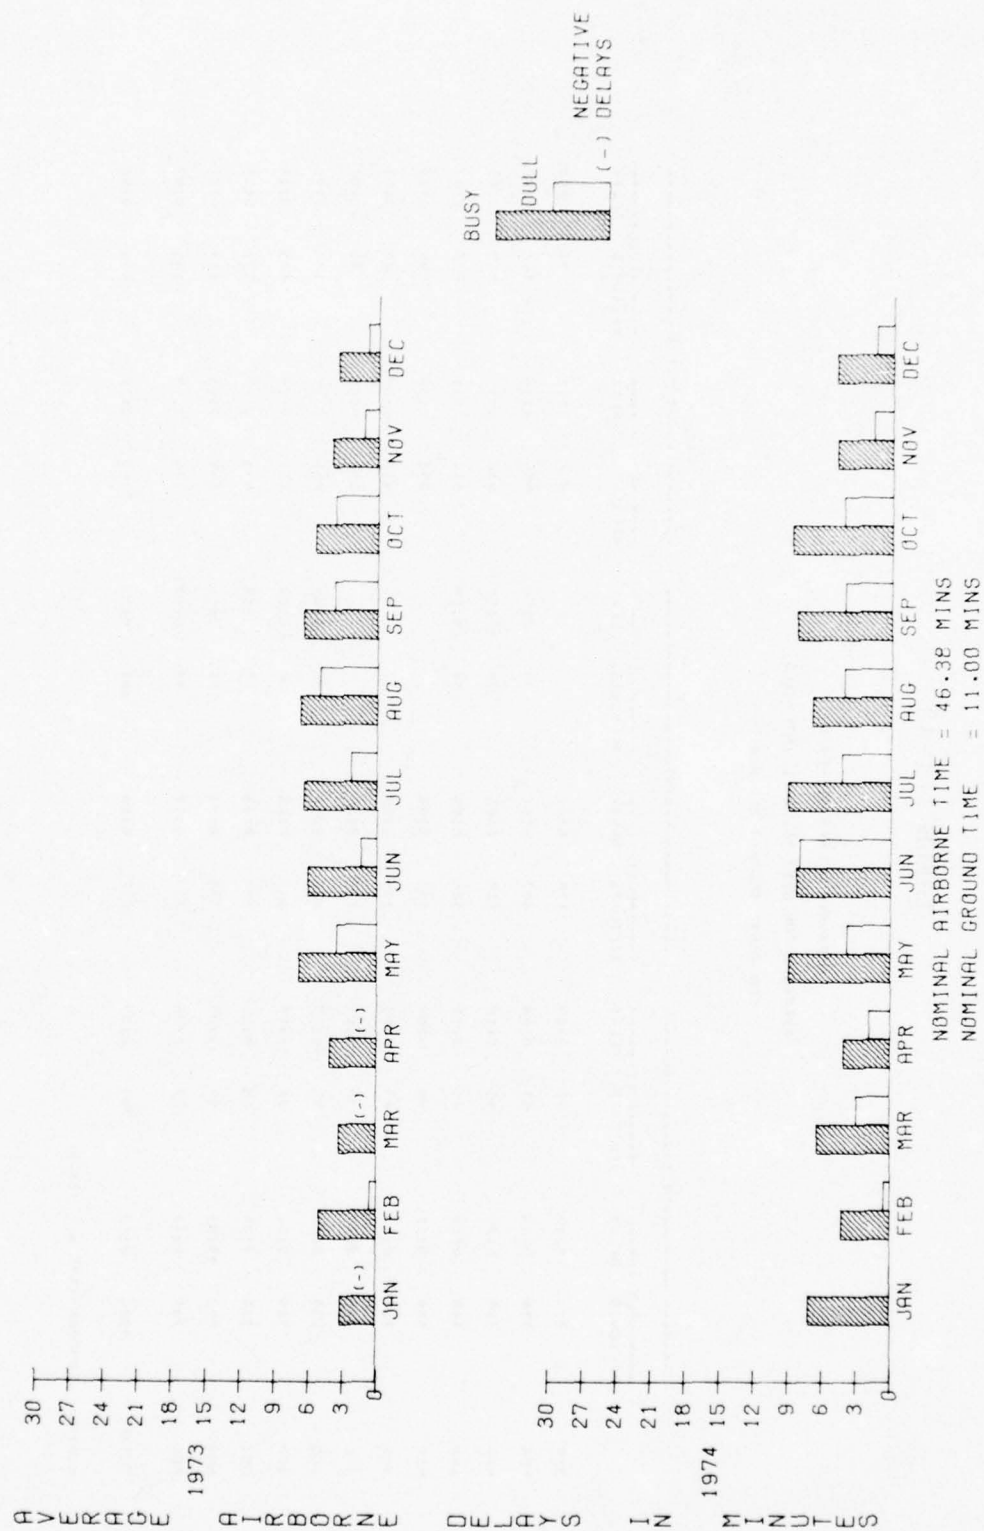 AVERAGE AIRBORNE DELAYS IN MINUTES
1973
30
27
24
21
18
15
12
9
6
3
0
(-) (-) (-)
JAN FEB MAR APR MAY JUN JUL AUG SEP OCT NOV DEC
BUSY
DULL
NEGATIVE
(-) DELAYS
1974
30
27
24
21
18
15
12
9
6
3
0
JAN FEB MAR APR MAY JUN JUL AUG SEP OCT NOV DEC
NOMINAL AIRBORNE TIME = 46.38 MINS
NOMINAL GROUND TIME = 11.00 MINS